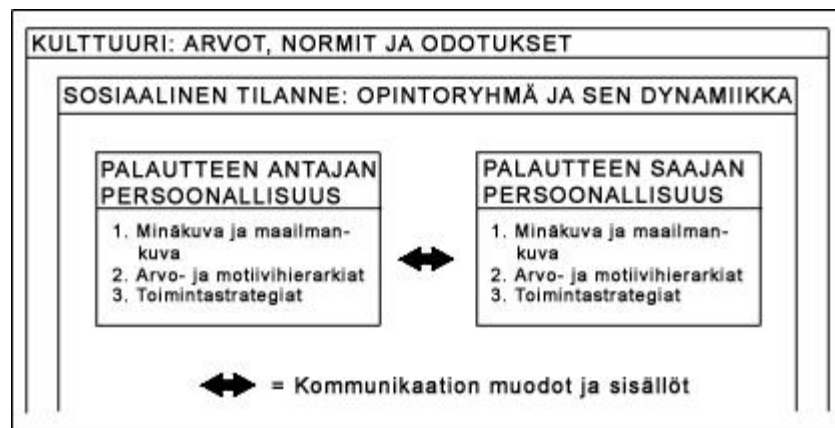 KULTTUURI: ARVOT, NORMIT JA ODOTUKSET
SOSIAALINEN TILANNE: OPINTORYHMÄ JA SEN DYNAMIIKKA
PALAUTTEEN ANTAJAN
PERSOONALLISUUS
1. Minäkuva ja maailman-
kuva
2. Arvo- ja motiivihierarkiat
3. Toimintastrategiat
PALAUTTEEN SAAJAN
PERSOONALLISUUS
1. Minäkuva ja maailman-
kuva
2. Arvo- ja motiivihierarkiat
3. Toimintastrategiat
= Kommunikaation muodot ja sisällöt